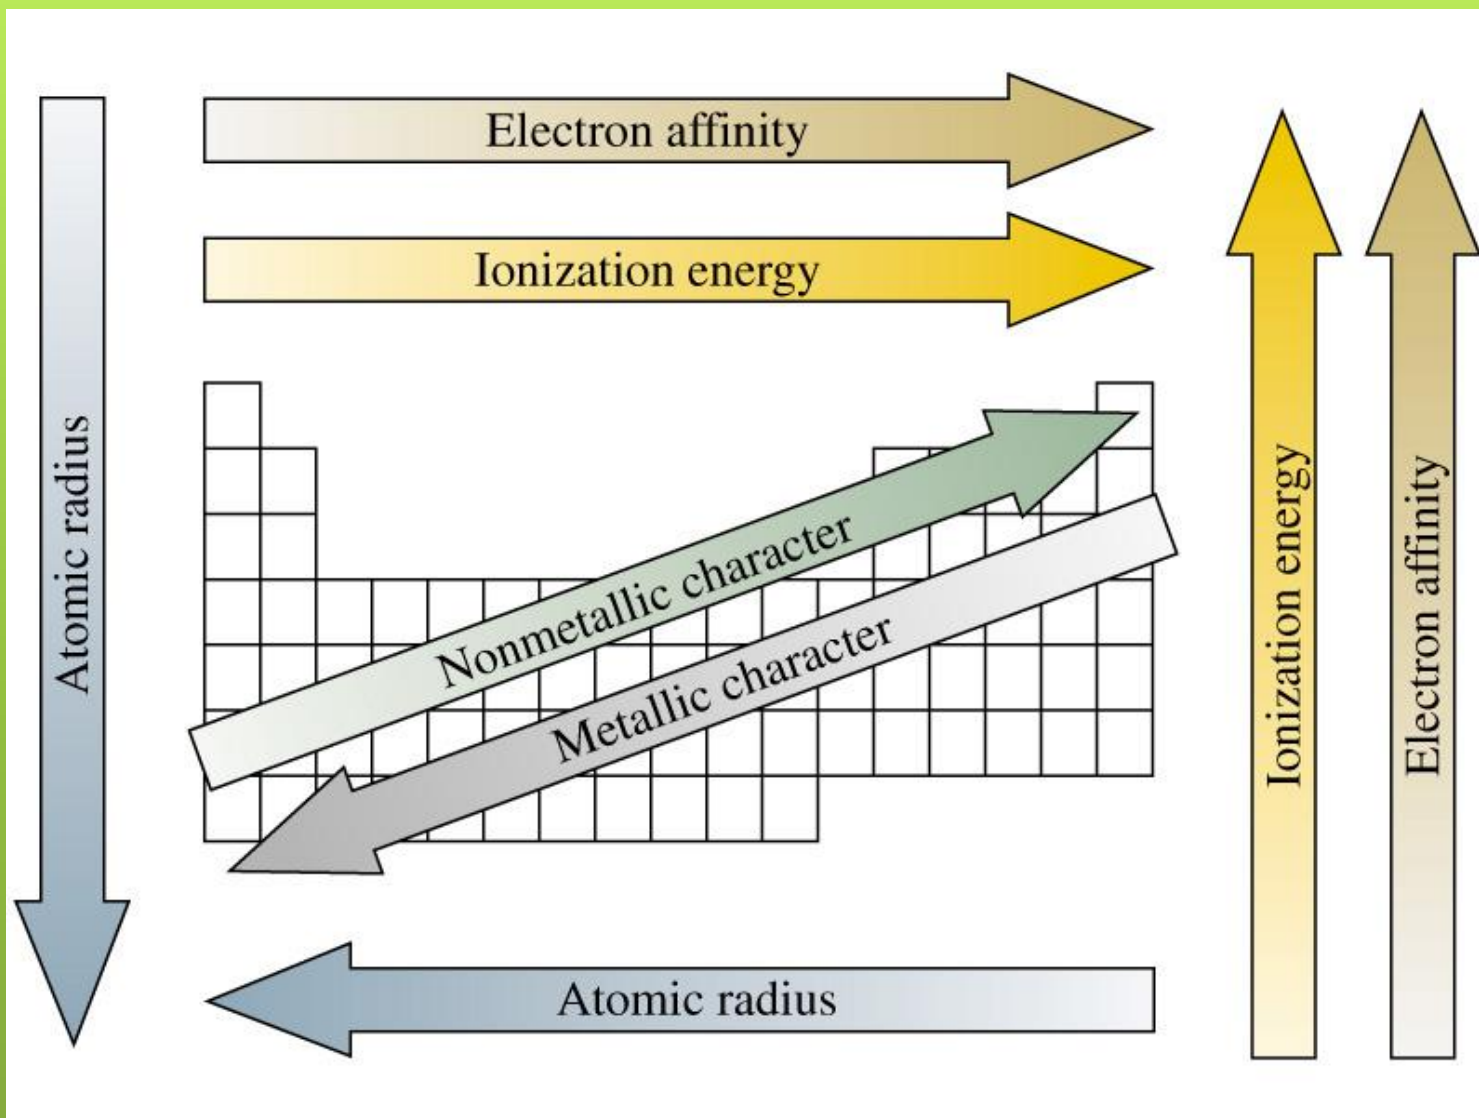 Electron affinity
Ionization energy
Atomic radius
Nonmetallic character
Metallic character
Ionization energy
Electron affinity
Atomic radius